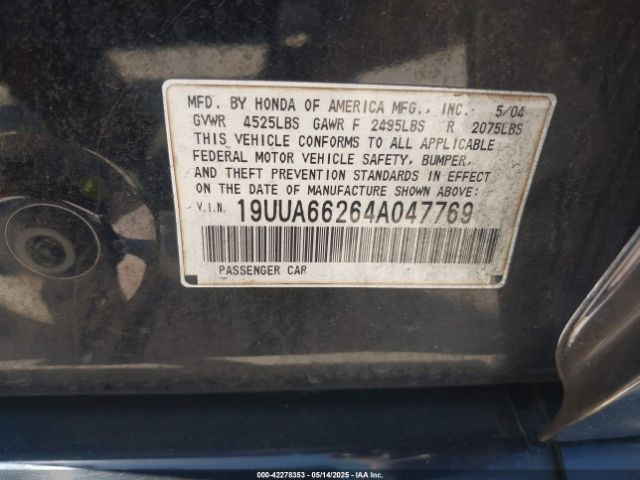 MFD. BY HONDA OF AMERICA MFG., INC. 5/04
GVWR 4525LBS GAWR F 2495LBS R 2075LBS
THIS VEHICLE CONFORMS TO ALL APPLICABLE
FEDERAL MOTOR VEHICLE SAFETY, BUMPER,
AND THEFT PREVENTION STANDARDS IN EFFECT
ON THE DATE OF MANUFACTURE SHOWN ABOVE:
V.I.N. 19UUA66264A047769
PASSENGER CAR
000-42278353 | 05/14/2025 | IAAI.COM